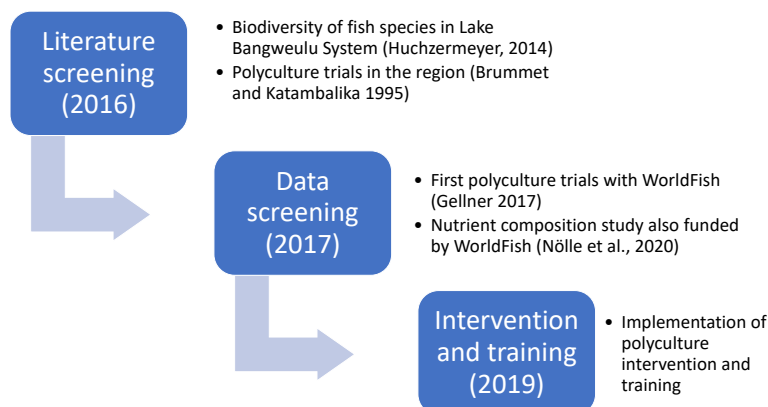 Literature
screening
(2016)
• Biodiversity of fish species in Lake
Bangweulu System (Huchzermeyer, 2014)
• Polyculture trials in the region (Brummet
and Katambalika 1995)
Data
screening
(2017)
• First polyculture trials with WorldFish
(Gellner 2017)
• Nutrient composition study also funded
by WorldFish (Nölle et al., 2020)
Intervention
and training
(2019)
• Implementation of
polyculture
intervention and
training